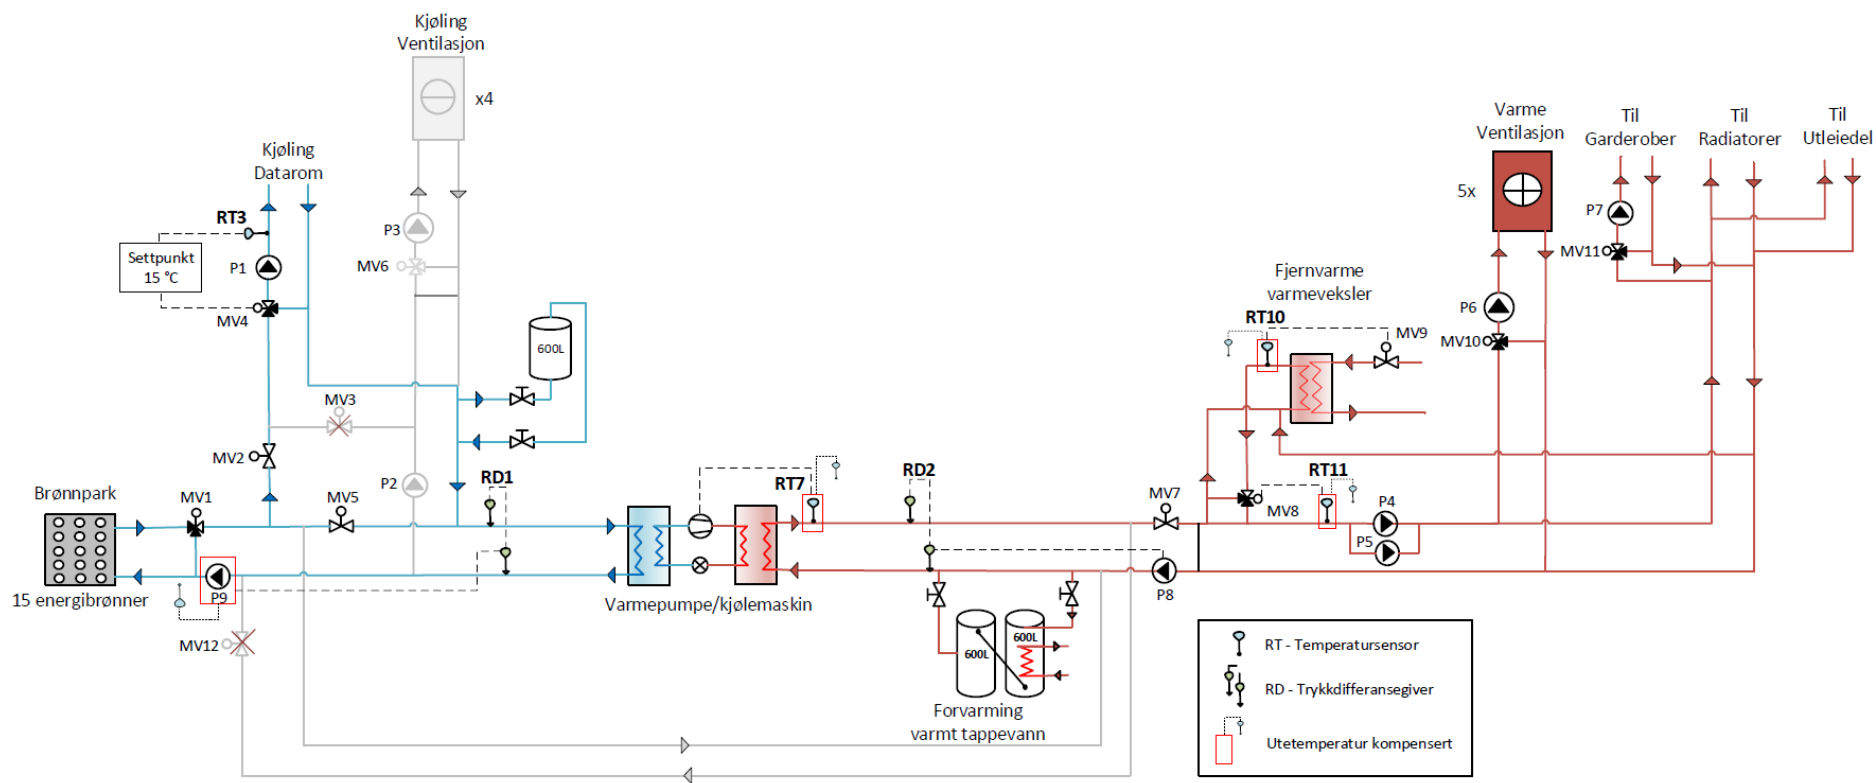 Kjøling
Ventilasjon
x4
Kjøling
Datarom
RT3
Settpunkt
15 °C
P1
MV4
P3
MV6
600L
MV3
MV2
P2
RD1
MV1
MV5
Brønnpark
15 energibrønner
P9
MV12
RT7
Varmepumpe/kjølemaskin
RD2
MV7
P8
600L
600L
Forvarming
varmt tappevann
Fjernvarme
varmeveksler
RT10
MV9
RT11
MV8
P4
P5
Varme
Ventilasjon
5x
P6
MV10
Til
Garderober
P7
MV11
Til
Radiatorer
Til
Utleiedel
RT - Temperatursensor
RD - Trykkdifferansegiver
Utetemperatur kompensert